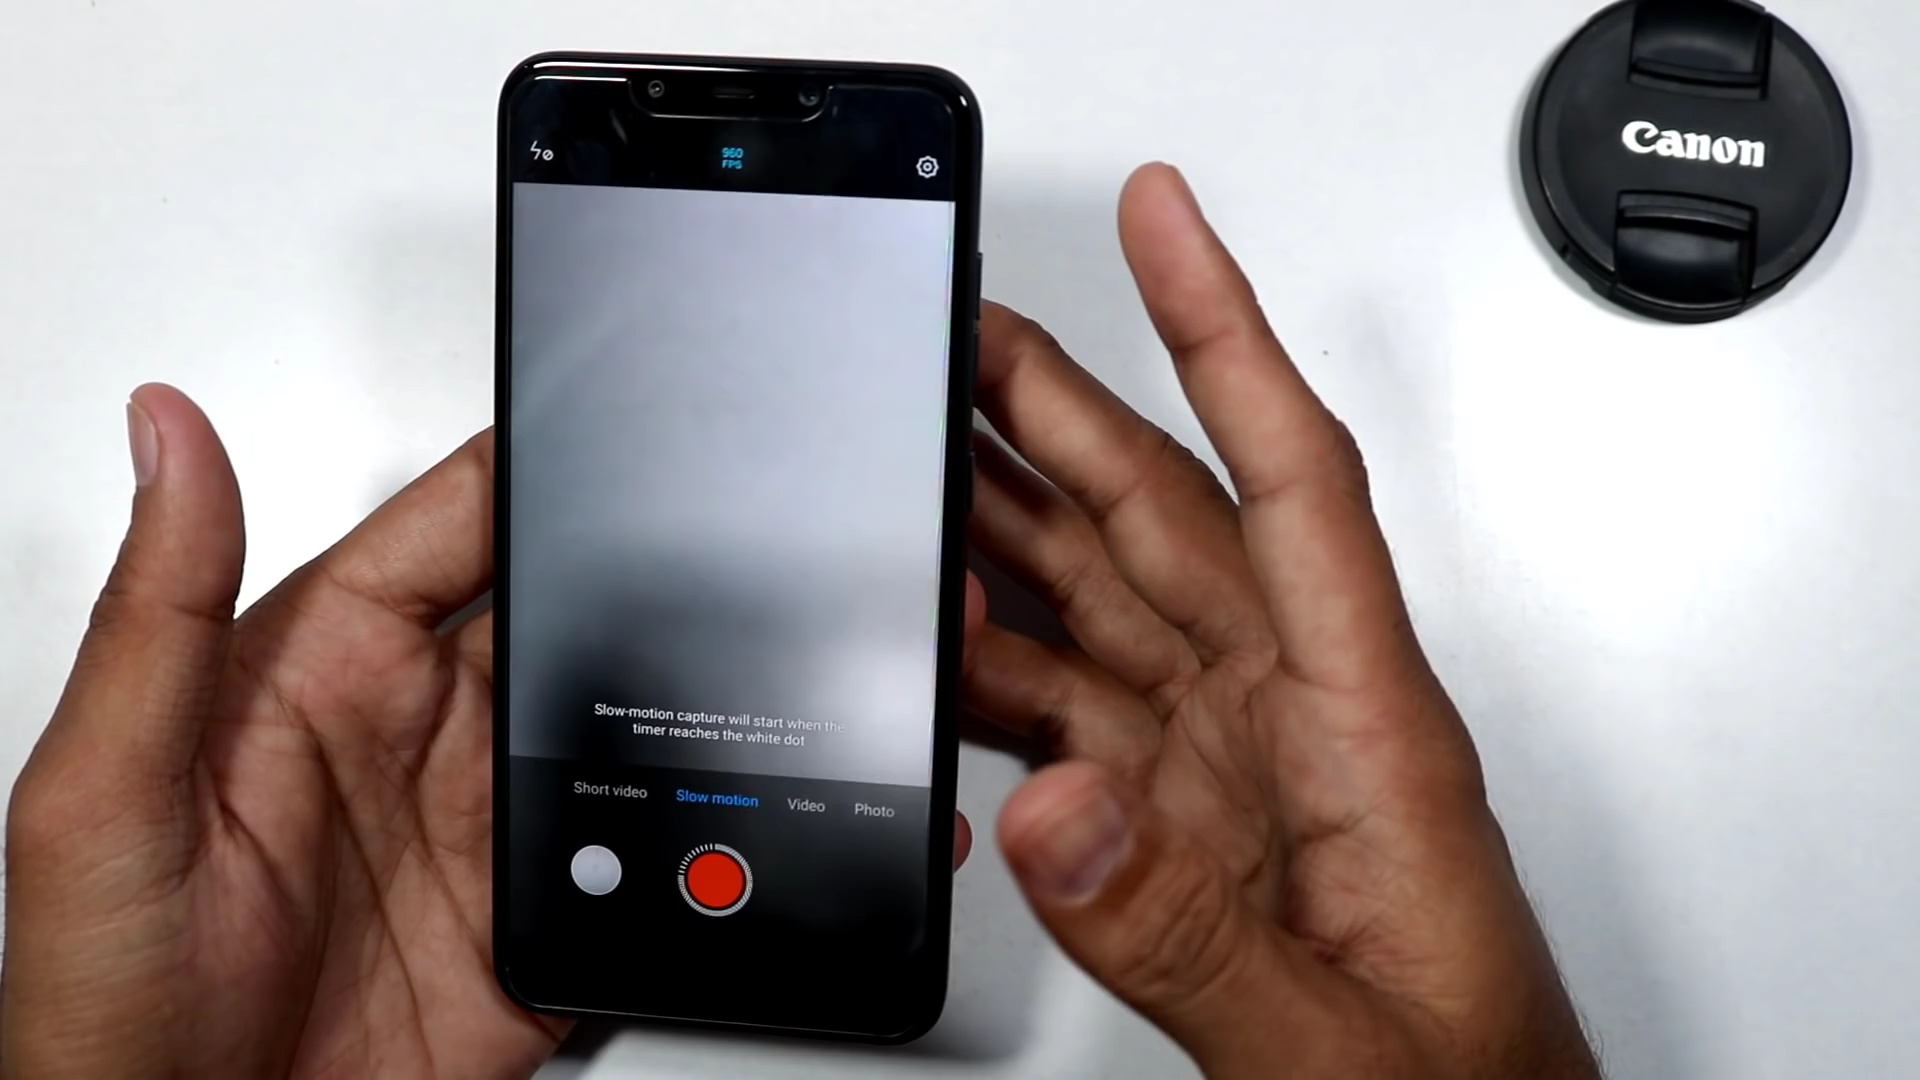 960
FPS
Canon
Slow-motion capture will start when the
timer reaches the white dot
Short video
Slow motion
Video
Photo